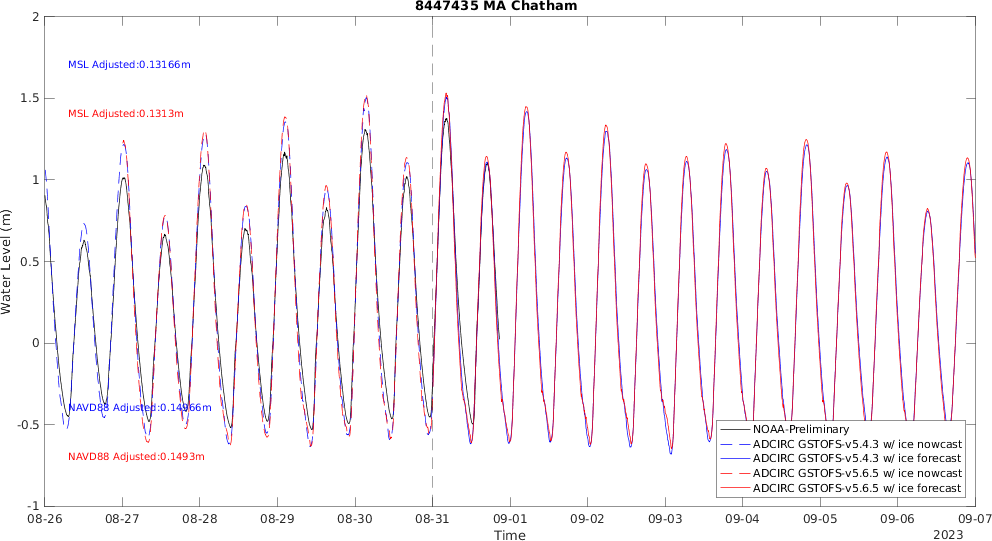 8447435 MA Chatham
2
1.5
1
0.5
0
-0.5
-1
Water Level (m)
MSL Adjusted:0.13166m
MSL Adjusted:0.1313m
NAVD88 Adjusted:0.14966m
NAVD88 Adjusted:0.1493m
NOAA-Preliminary
ADCIRC GSTOFS-v5.4.3 w/ ice nowcast
ADCIRC GSTOFS-v5.4.3 w/ ice forecast
ADCIRC GSTOFS-v5.6.5 w/ ice nowcast
ADCIRC GSTOFS-v5.6.5 w/ ice forecast
08-26 08-27 08-28 08-29 08-30 08-31 09-01 09-02 09-03 09-04 09-05 09-06 09-07
Time
2023